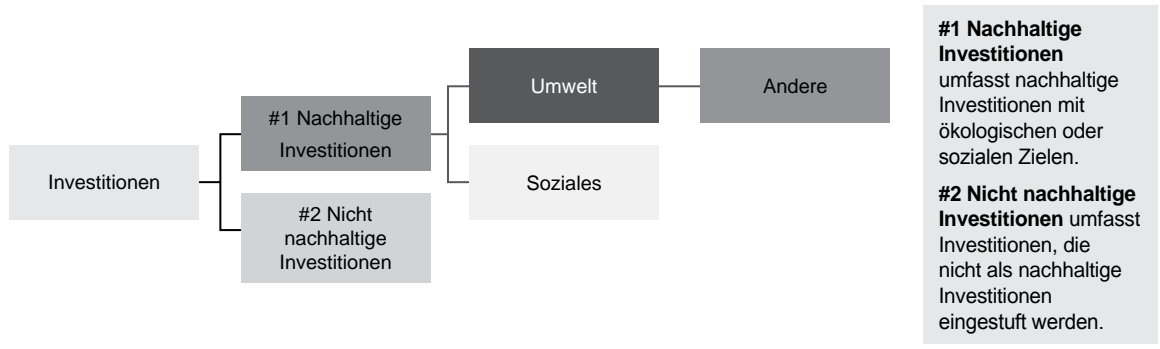 Investitionen
#1 Nachhaltige
Investitionen
#2 Nicht
nachhaltige
Investitionen
Umwelt
Soziales
Andere
#1 Nachhaltige
Investitionen
umfasst nachhaltige
Investitionen mit
ökologischen oder
sozialen Zielen.
#2 Nicht nachhaltige
Investitionen umfasst
Investitionen, die
nicht als nachhaltige
Investitionen
eingestuft werden.